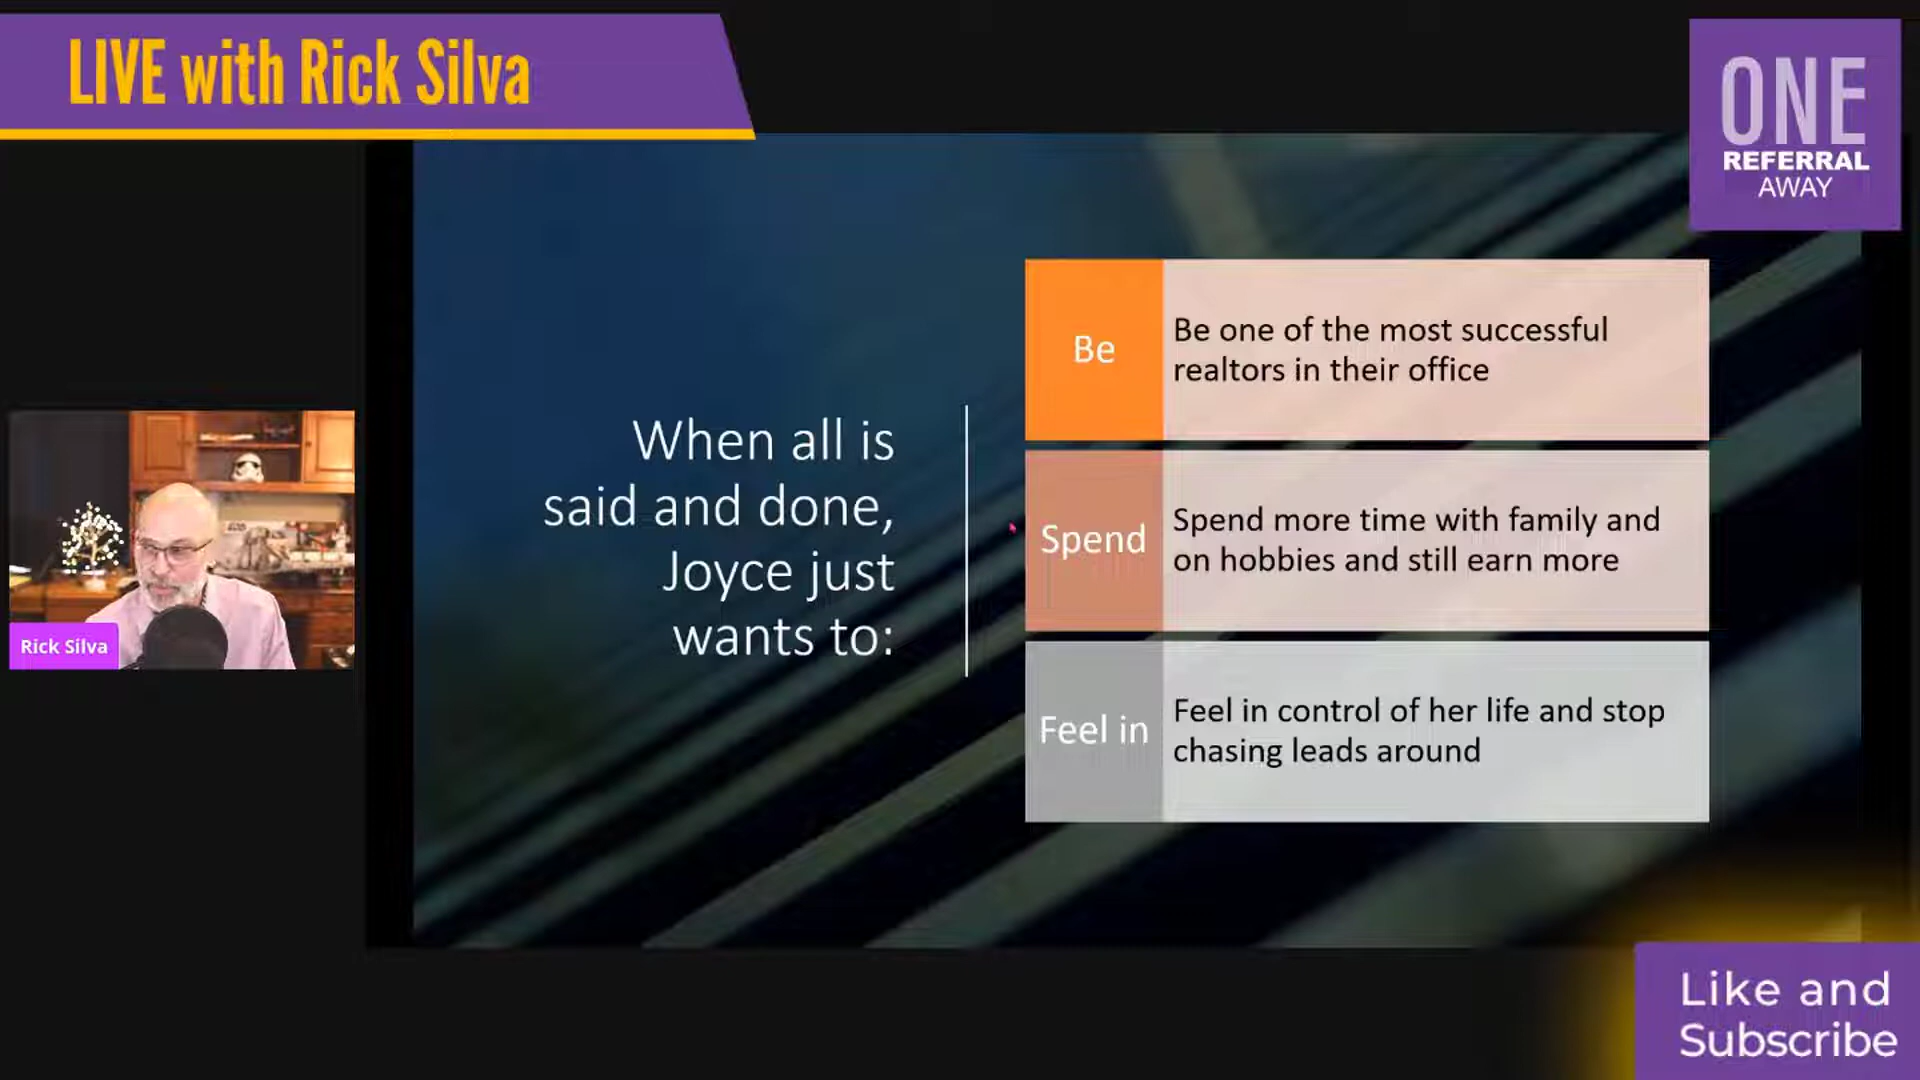 LIVE with Rick Silva
ONE
REFERRAL
AWAY
When all is
said and done,
Joyce just
wants to:
Be
Be one of the most successful
realtors in their office
Spend
Spend more time with family and
on hobbies and still earn more
Feel in
Feel in control of her life and stop
chasing leads around
Rick Silva
Like and
Subscribe